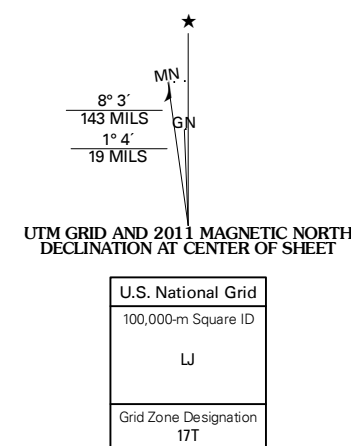 ★
MN
8° 3´
143 MILS
GN
1° 4´
19 MILS
UTM GRID AND 2011 MAGNETIC NORTH
DECLINATION AT CENTER OF SHEET
U.S. National Grid
100,000-m Square ID
LJ
Grid Zone Designation
17T